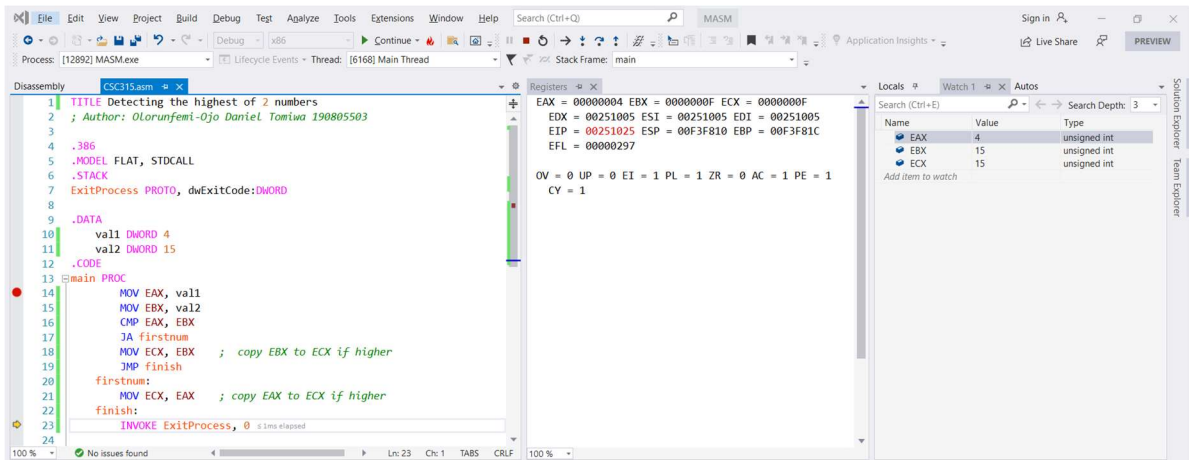 File Edit View Project Build Debug Test Analyze Tools Extensions Window Help Search (Ctrl+Q) MASM Sign in
Debug x86 Continue Application Insights Live Share PREVIEW
Process: [12892] MASM.exe Lifecycle Events Thread: [6168] Main Thread Stack Frame: main
Disassembly CSC315.asm
1 TITLE Detecting the highest of 2 numbers
2 ; Author: Olorunfemi-Ojo Daniel Tomiwa 190805503
3
4 .386
5 .MODEL FLAT, STDCALL
6 .STACK
7 ExitProcess PROTO, dwExitCode:DWORD
8
9 .DATA
10 val1 DWORD 4
11 val2 DWORD 15
12 .CODE
13 main PROC
14 MOV EAX, val1
15 MOV EBX, val2
16 CMP EAX, EBX
17 JA firstnum
18 MOV ECX, EBX ; copy EBX to ECX if higher
19 JMP finish
20 firstnum:
21 MOV ECX, EAX ; copy EAX to ECX if higher
22 finish:
23 INVOKE ExitProcess, 0 ≤1ms elapsed
24
100 % No issues found Ln: 23 Ch: 1 TABS CRLF
Registers
EAX = 00000004 EBX = 0000000F ECX = 0000000F
EDX = 00251005 ESI = 00251005 EDI = 00251005
EIP = 00251025 ESP = 00F3F810 EBP = 00F3F81C
EFL = 00000297
OV = 0 UP = 0 EI = 1 PL = 1 ZR = 0 AC = 1 PE = 1
CY = 1
100 %
Locals Watch 1 Autos
Search (Ctrl+E) Search Depth: 3
Name Value Type
EAX 4 unsigned int
EBX 15 unsigned int
ECX 15 unsigned int
Add item to watch
Solution Explorer
Team Explorer